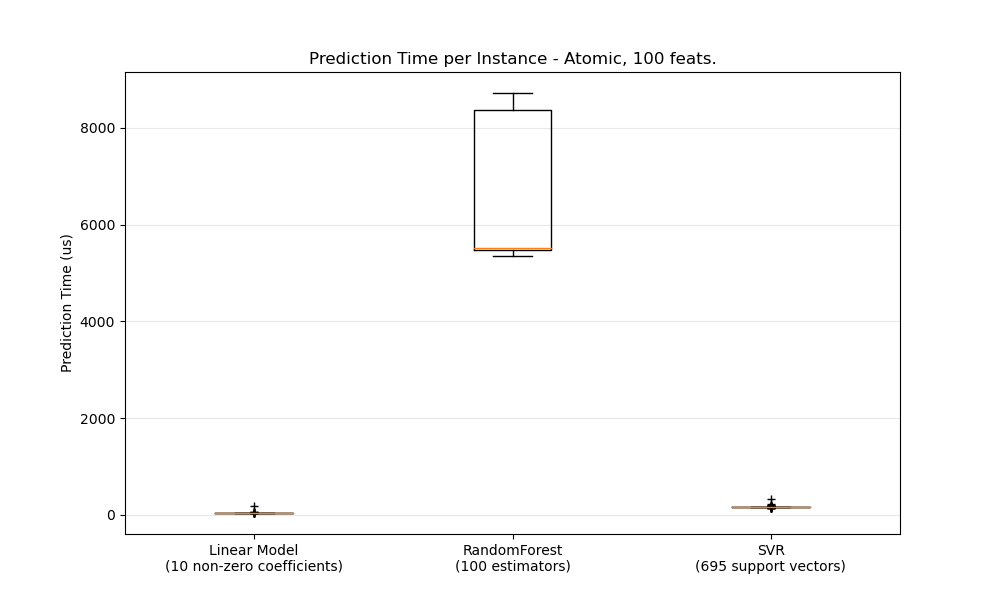 Prediction Time per Instance - Atomic, 100 feats.
Prediction Time (us)
8000
6000
4000
2000
0
Linear Model
(10 non-zero coefficients)
RandomForest
(100 estimators)
SVR
(695 support vectors)